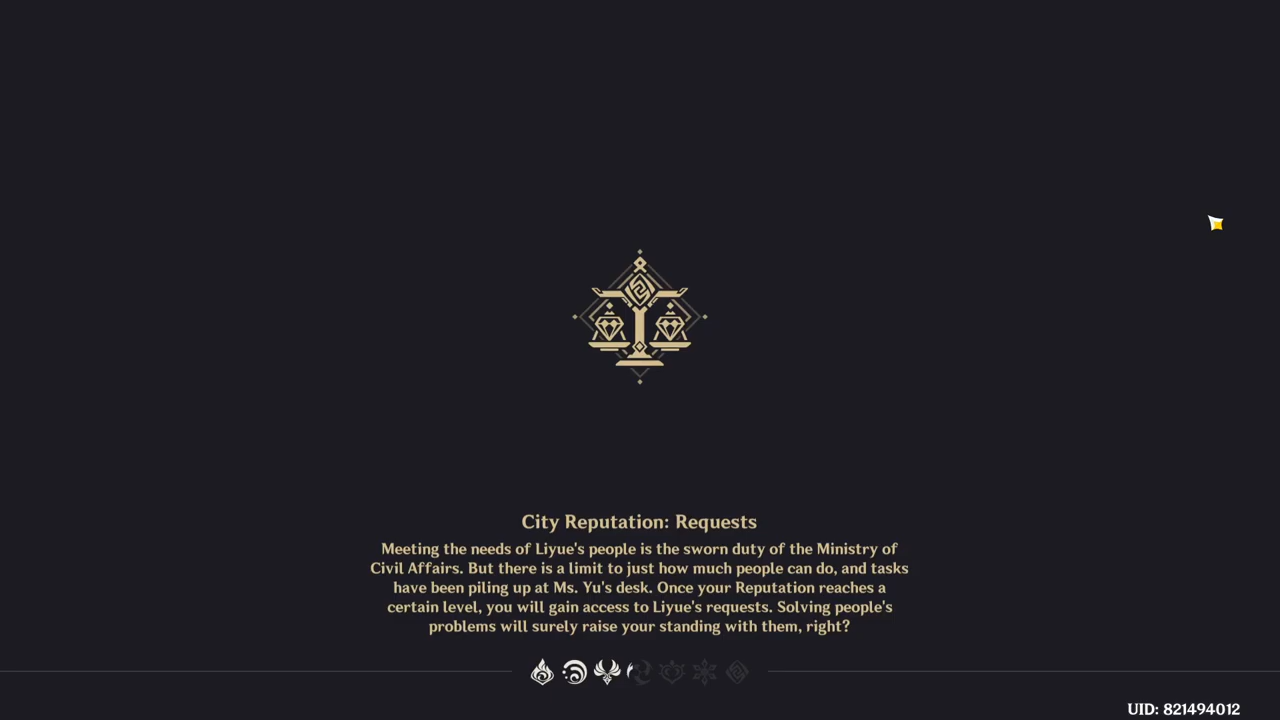 City Reputation: Requests
Meeting the needs of Liyue's people is the sworn duty of the Ministry of
Civil Affairs. But there is a limit to just how much people can do, and tasks
have been piling up at Ms. Yu's desk. Once your Reputation reaches a
certain level, you will gain access to Liyue's requests. Solving people's
problems will surely raise your standing with them, right?
UID: 821494012